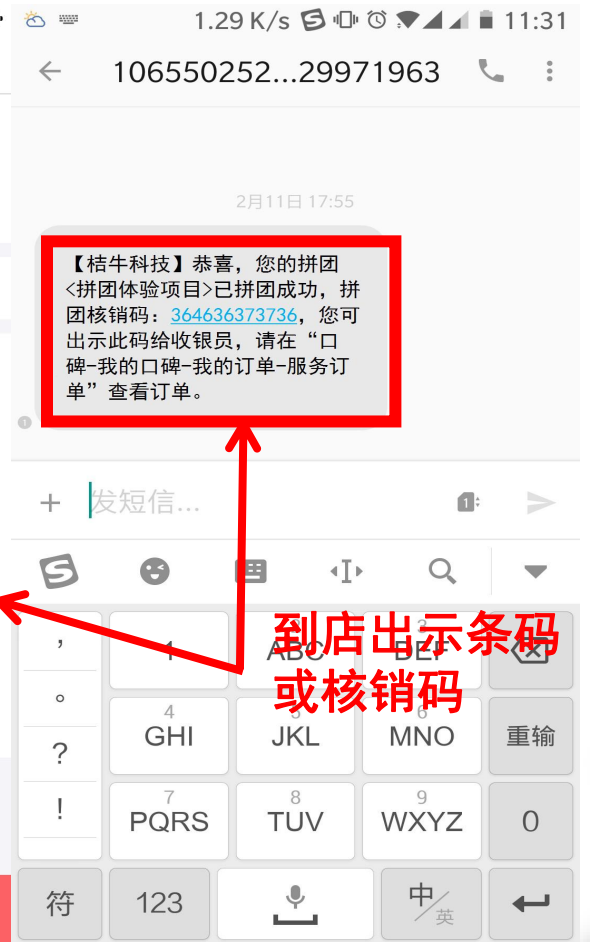 1.29 K/s 11:31
106550252...29971963
2月11日 17:55
【桔牛科技】恭喜，您的拼团
<拼团体验项目>已拼团成功，拼
团核销码：364636373736，您可
出示此码给收银员，请在“口
碑-我的口碑-我的订单-服务订
单”查看订单。
1
+ 发短信... 1
到店出示条码
或核销码
， 1 ABC 3 DEF
。
4 5 6
GHI JKL MNO 重输
？
！
7 8 9
PQRS TUV WXYZ 0
符 123 中/英